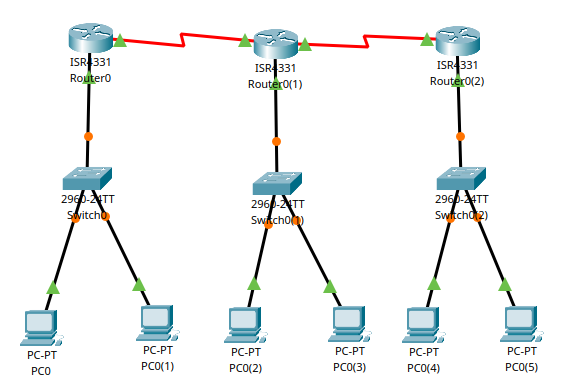 ISR4331
Router0
ISR4331
Router0(1)
ISR4331
Router0(2)
2960-24TT
Switch0
2960-24TT
Switch0(1)
2960-24TT
Switch0(2)
PC-PT
PC0
PC-PT
PC0(1)
PC-PT
PC0(2)
PC-PT
PC0(3)
PC-PT
PC0(4)
PC-PT
PC0(5)